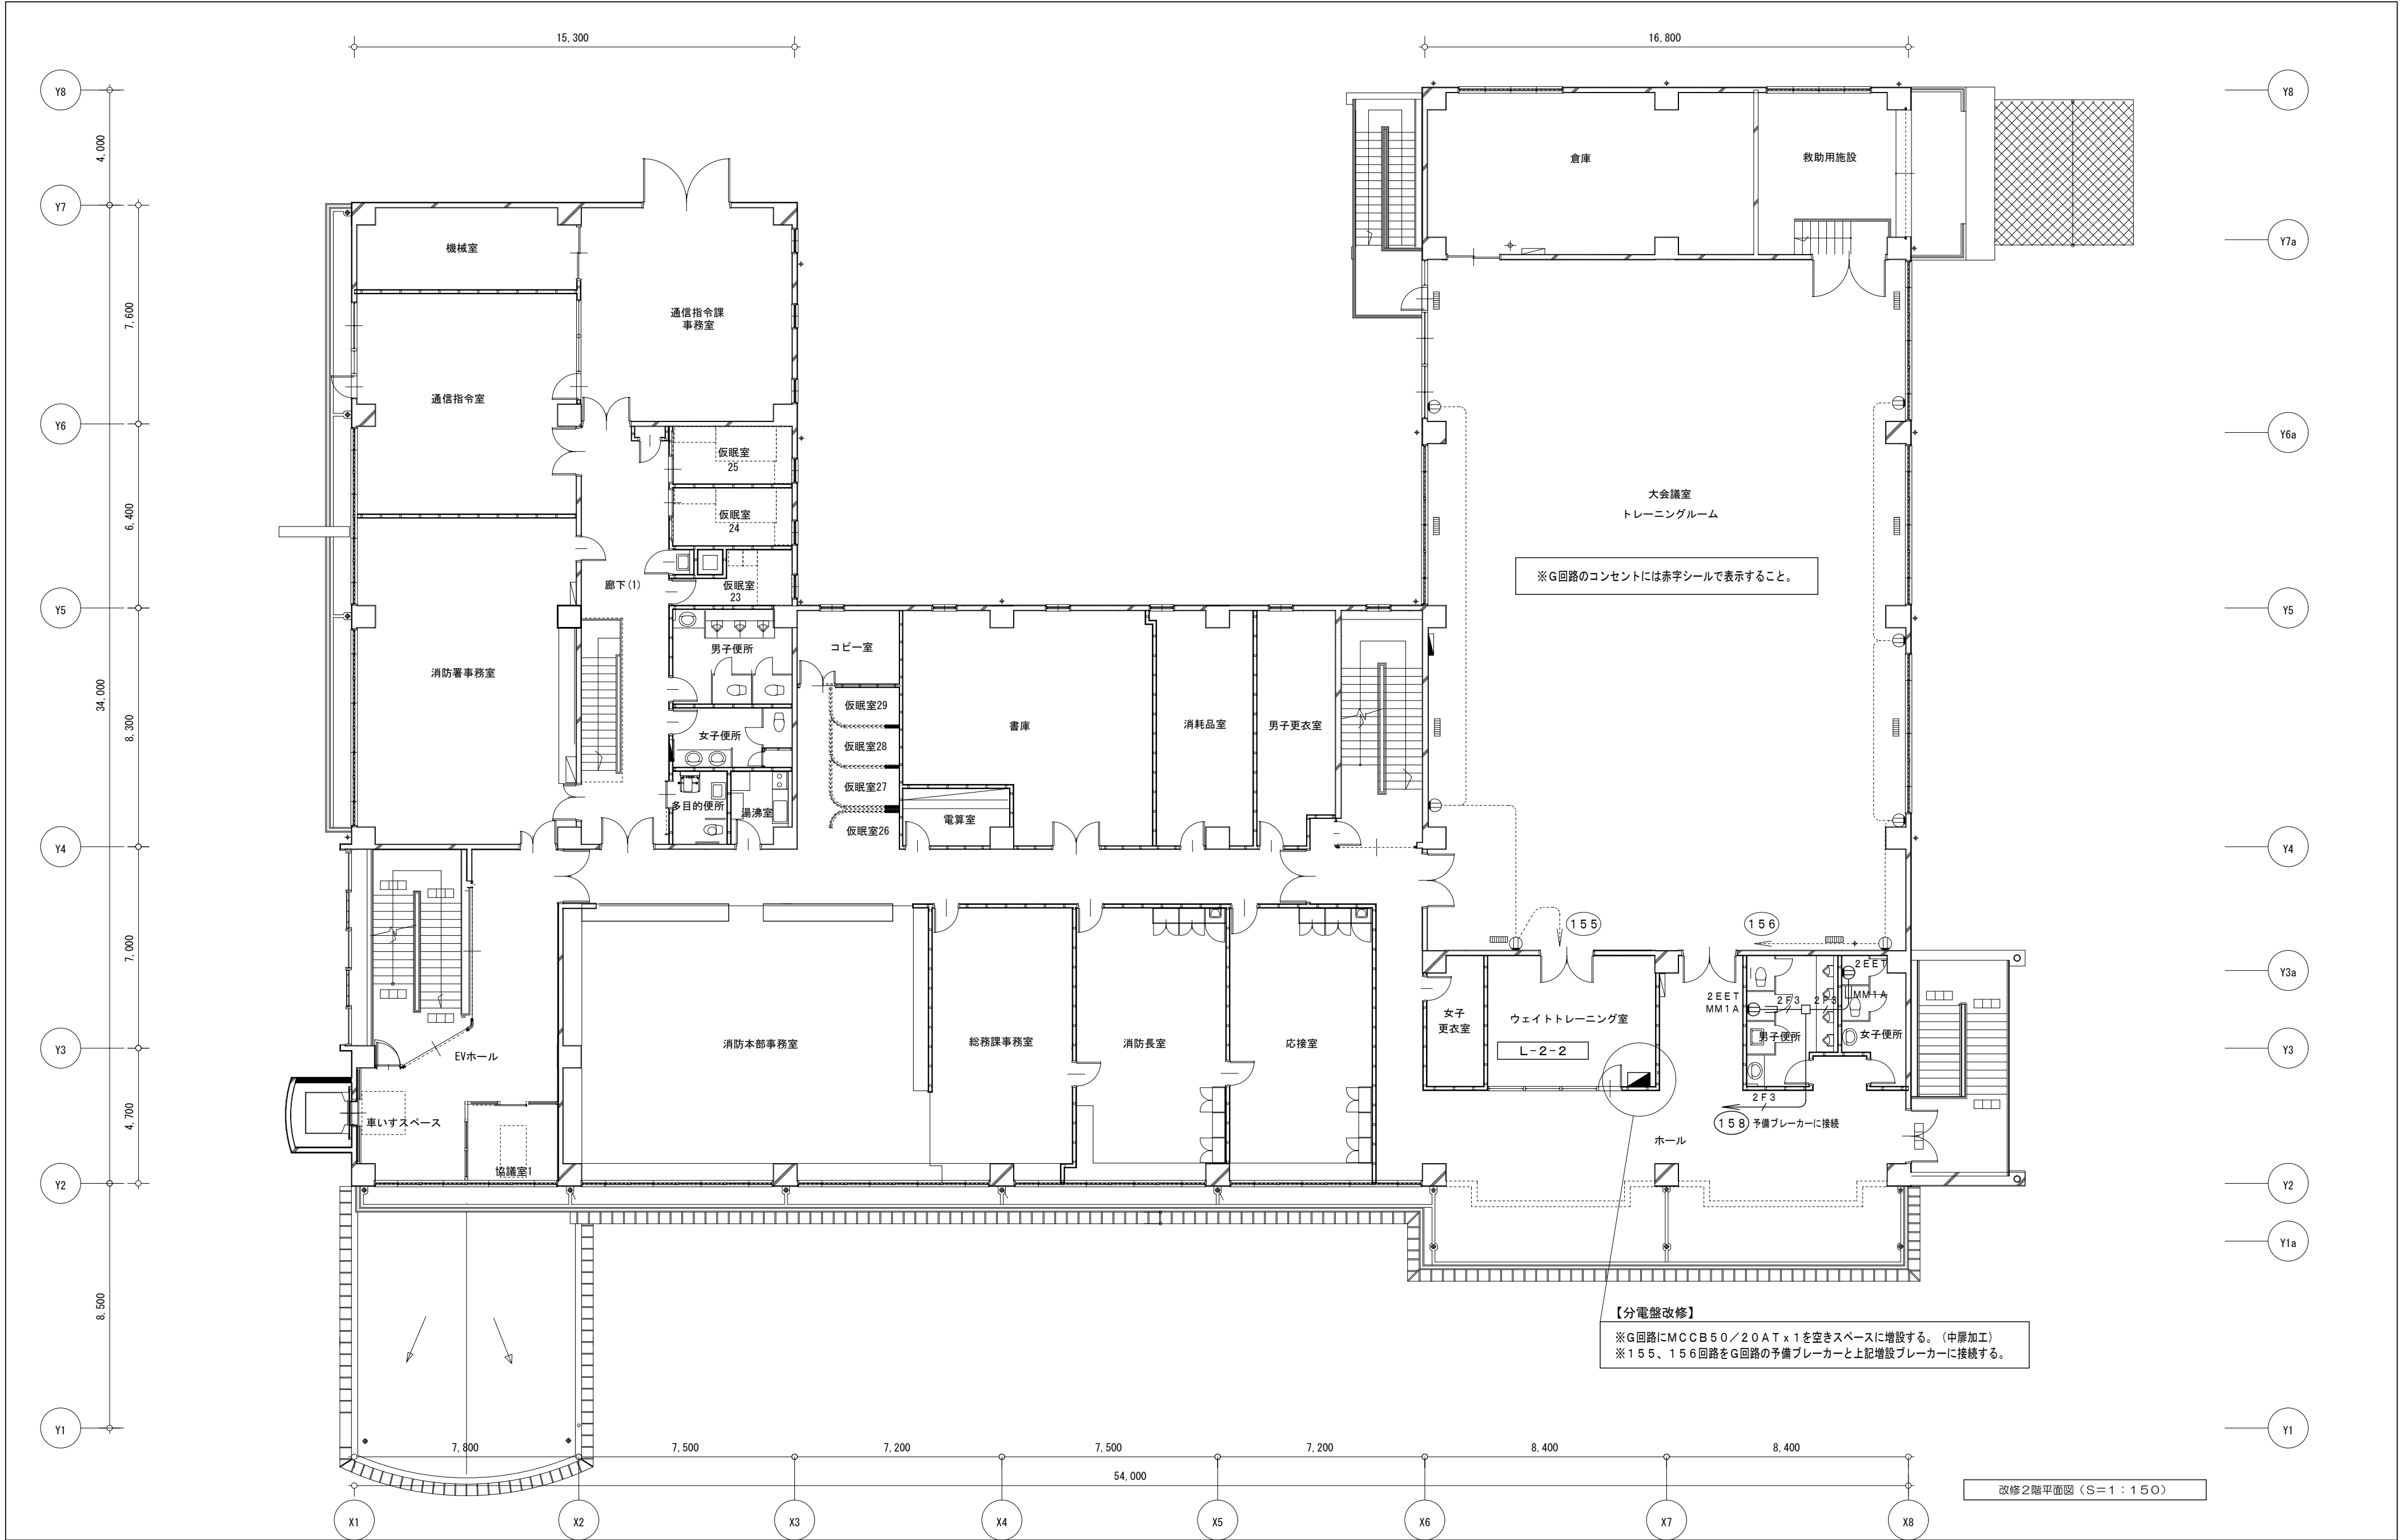 15,300
16,800
Y8
Y8
4,000
倉庫
救助用施設
Y7
機械室
Y7a
通信指令課
事務室
7,600
通信指令室
Y6
Y6a
仮眠室
25
大会議室
トレーニングルーム
仮眠室
24
6,400
※G回路のコンセントには赤字シールで表示すること。
廊下(1)
仮眠室
23
Y5
Y5
男子便所
コピー室
消防署事務室
34,000
8,300
仮眠室29
書庫
消耗品室
男子更衣室
女子便所
仮眠室28
仮眠室27
多目的便所
湯沸室
電算室
仮眠室26
Y4
Y4
155
156
7,000
2EET
Y3a
2EET
MM1A
2F3
2F3
MM1A
女子
更衣室
ウェイトトレーニング室
男子便所
女子便所
Y3
EVホール
消防本部事務室
総務課事務室
消防長室
応接室
L-2-2
Y3
2F3
4,700
車いすスペース
158
予備ブレーカーに接続
ホール
協議室1
Y2
Y2
Y1a
8,500
【分電盤改修】
※G回路にMCCB50/20ATx1を空きスペースに増設する。(中扉加工)
※155、156回路をG回路の予備ブレーカーと上記増設ブレーカーに接続する。
Y1
Y1
7,800
7,500
7,200
7,500
7,200
8,400
8,400
54,000
改修2階平面図(S=1:150)
X1
X2
X3
X4
X5
X6
X7
X8